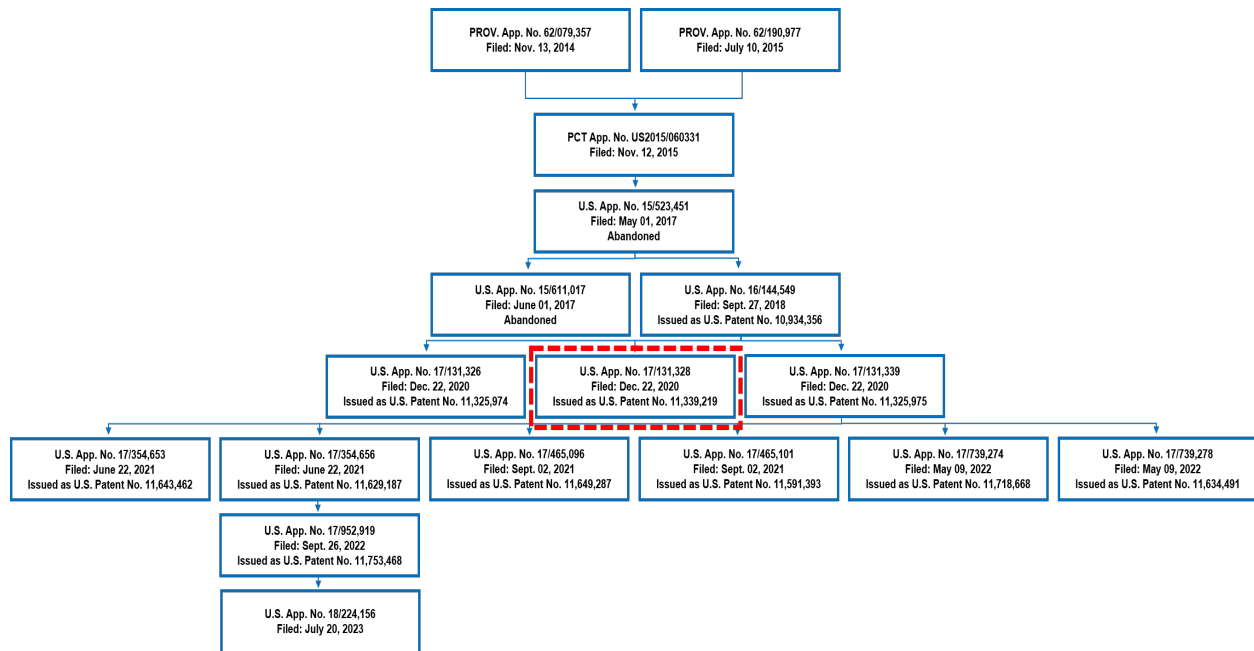 PROV. App. No. 62/079,357
Filed: Nov. 13, 2014
PROV. App. No. 62/190,977
Filed: July 10, 2015
PCT App. No. US2015/060331
Filed: Nov. 12, 2015
U.S. App. No. 15/523,451
Filed: May 01, 2017
Abandoned
U.S. App. No. 15/611,017
Filed: June 01, 2017
Abandoned
U.S. App. No. 16/144,549
Filed: Sept. 27, 2018
Issued as U.S. Patent No. 10,934,356
U.S. App. No. 17/131,326
Filed: Dec. 22, 2020
Issued as U.S. Patent No. 11,325,974
U.S. App. No. 17/131,328
Filed: Dec. 22, 2020
Issued as U.S. Patent No. 11,339,219
U.S. App. No. 17/131,339
Filed: Dec. 22, 2020
Issued as U.S. Patent No. 11,325,975
U.S. App. No. 17/354,653
Filed: June 22, 2021
Issued as U.S. Patent No. 11,643,462
U.S. App. No. 17/354,656
Filed: June 22, 2021
Issued as U.S. Patent No. 11,629,187
U.S. App. No. 17/465,096
Filed: Sept. 02, 2021
Issued as U.S. Patent No. 11,649,287
U.S. App. No. 17/465,101
Filed: Sept. 02, 2021
Issued as U.S. Patent No. 11,591,393
U.S. App. No. 17/739,274
Filed: May 09, 2022
Issued as U.S. Patent No. 11,718,668
U.S. App. No. 17/739,278
Filed: May 09, 2022
Issued as U.S. Patent No. 11,634,491
U.S. App. No. 17/952,919
Filed: Sept. 26, 2022
Issued as U.S. Patent No. 11,753,468
U.S. App. No. 18/224,156
Filed: July 20, 2023